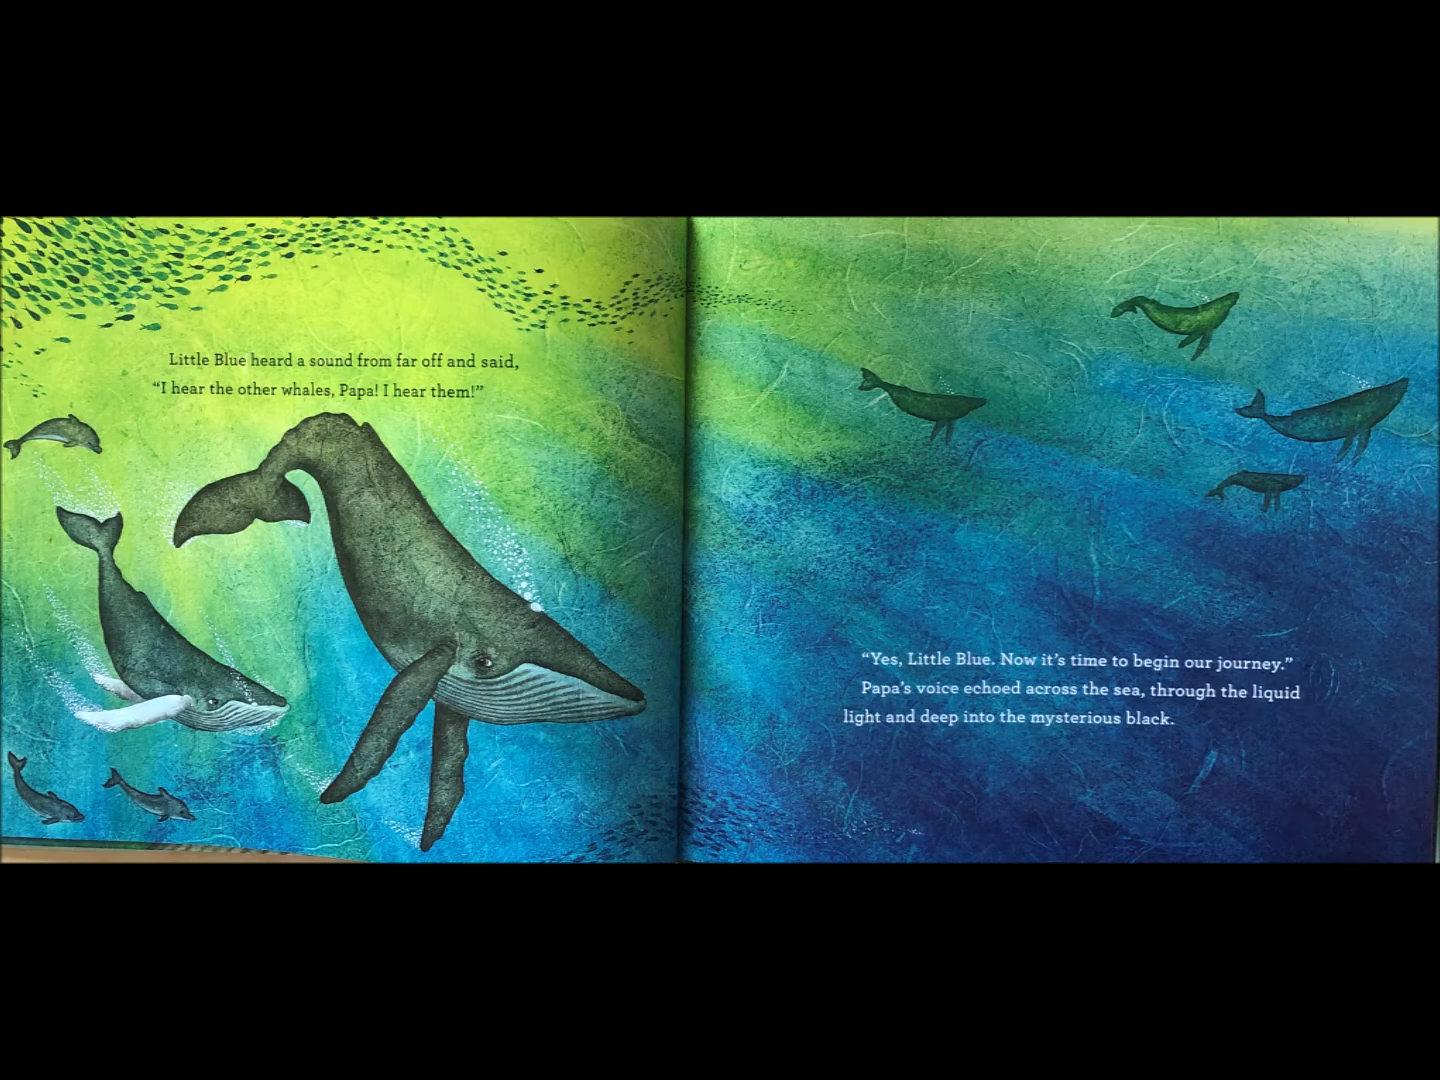 Little Blue heard a sound from far off and said,
“I hear the other whales, Papa! I hear them!”
“Yes, Little Blue. Now it’s time to begin our journey.”
Papa’s voice echoed across the sea, through the liquid
light and deep into the mysterious black.